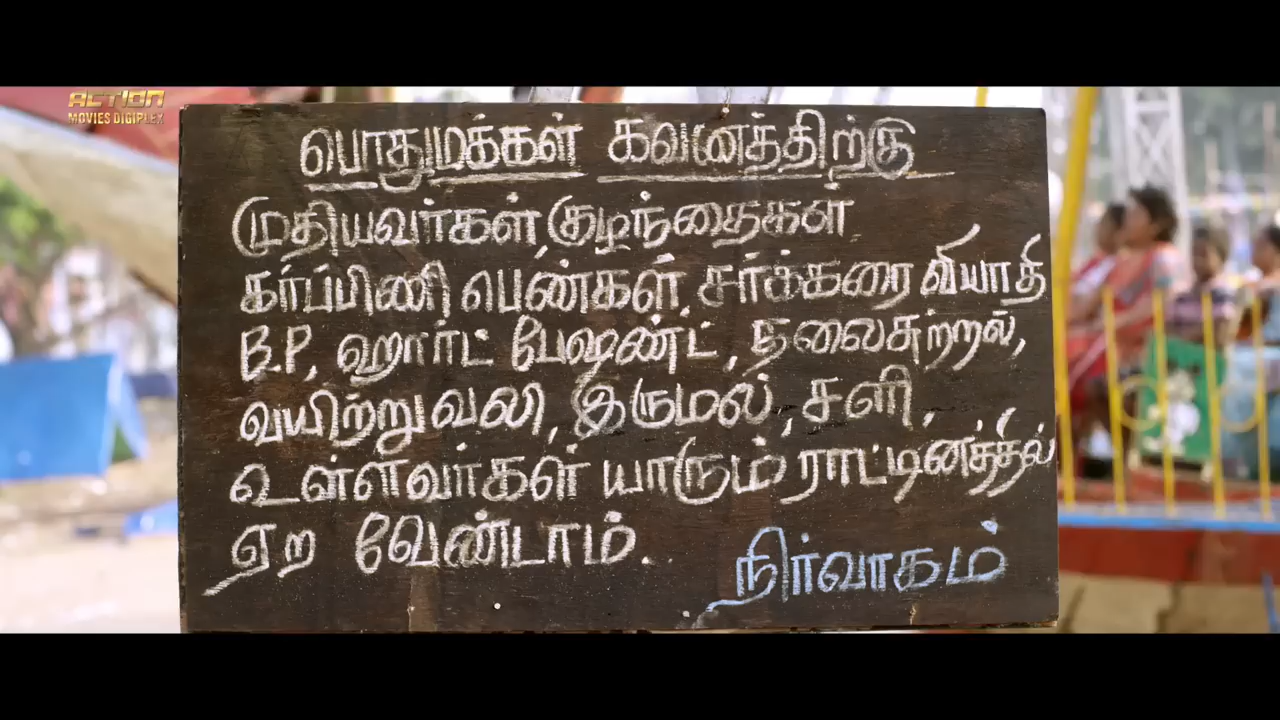 ACTION
MOVIES DIGIPLEX
பொதுமக்கள் கவனத்திற்கு
முதியவர்கள், குழந்தைகள்,
கர்ப்பிணி பெண்கள், சர்க்கரை வியாதி
B.P, ஹார்ட் பேஷண்ட், தலைசுற்றல்,
வயிற்றுவலி, இருமல், சளி,
உள்ளவர்கள் யாரும் ராட்டினத்தில்
ஏற வேண்டாம்..
நிர்வாகம்